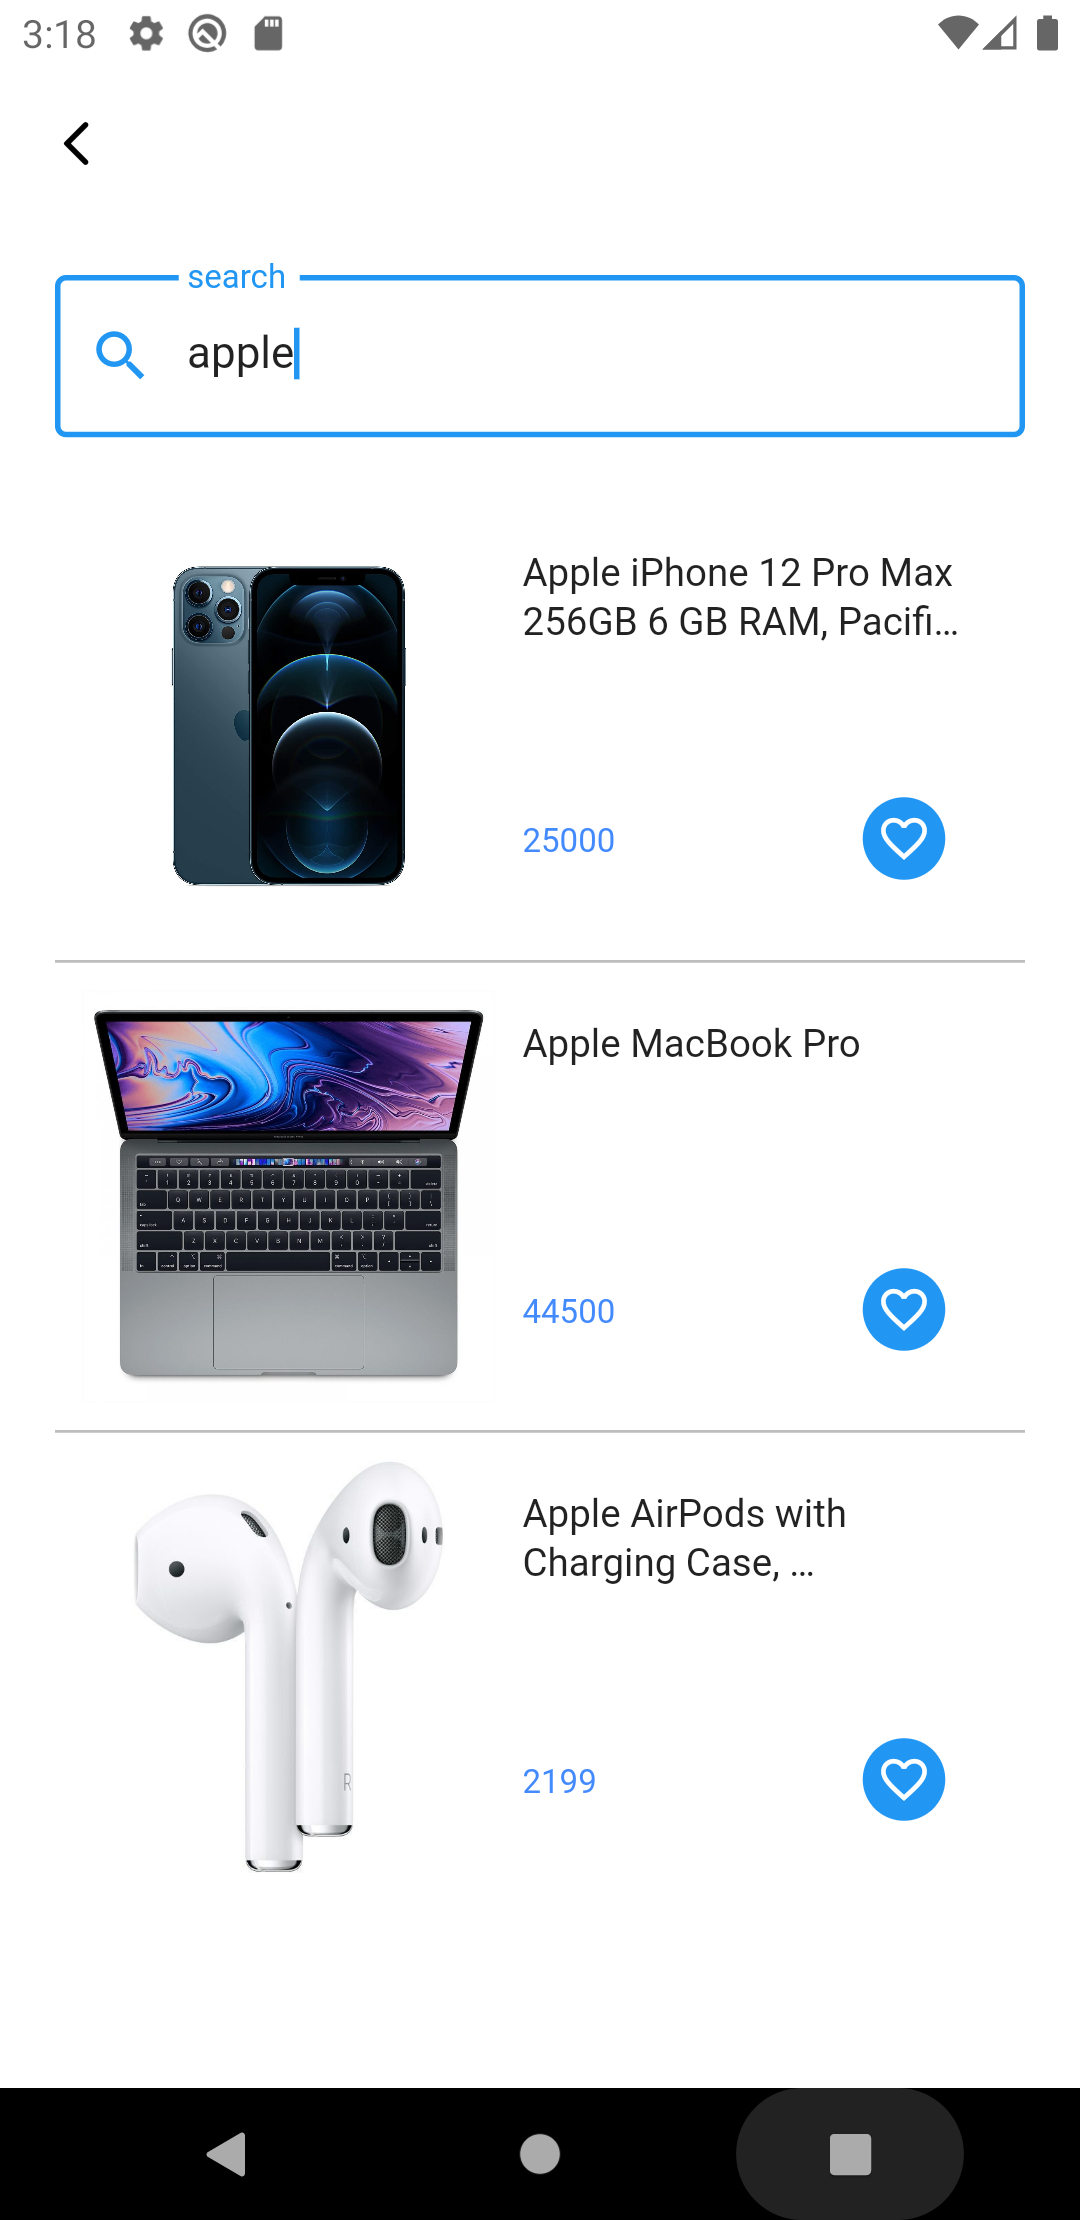 3:18
search
apple
Apple iPhone 12 Pro Max
256GB 6 GB RAM, Pacifi…
25000
Apple MacBook Pro
44500
Apple AirPods with
Charging Case, …
R
2199